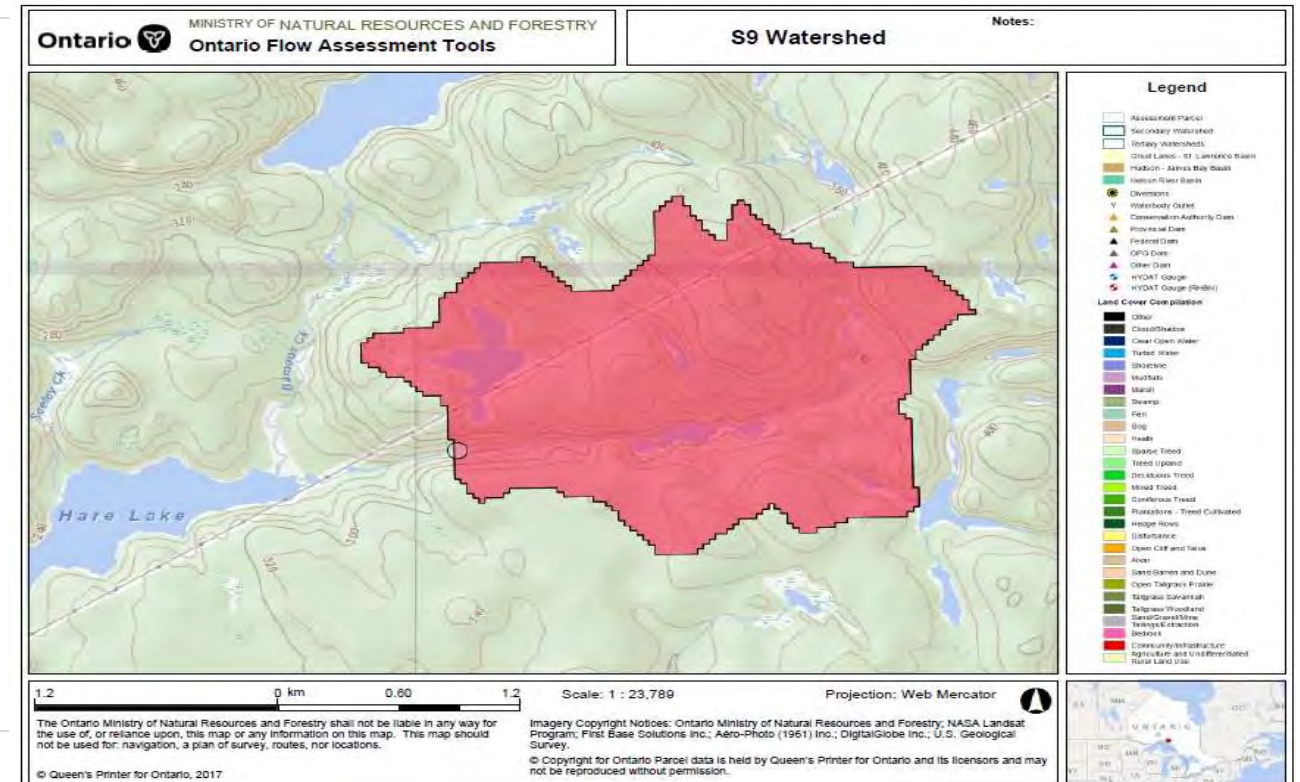 Ontario
MINISTRY OF NATURAL RESOURCES AND FORESTRY
Ontario Flow Assessment Tools
S9 Watershed
Notes:
340
320
280
400
Bamoos Ck
Seeley Ck
Hare Lake
300
320
Legend
Assessment Parcel
Secondary Watershed
Tertiary Watersheds
Great Lakes - St. Lawrence Basin
Hudson - James Bay Basin
Nelson River Basin
Diversions
Waterbody Outlet
Conservation Authority Dam
Provincial Dam
Federal Dam
OPG Dam
Other Dam
HYDAT Gauge
HYDAT Gauge (RHBN)
Land Cover Compilation
Other
Cloud/Shadow
Clear Open Water
Turbid Water
Shoreline
Mudflats
Marsh
Swamp
Fen
Bog
Heath
Sparse Treed
Treed Upland
Deciduous Treed
Mixed Treed
Coniferous Treed
Plantations - Treed Cultivated
Hedge Rows
Disturbance
Open Cliff and Talus
Alvar
Sand Barren and Dune
Open Tallgrass Prairie
Tallgrass Savannah
Tallgrass Woodland
Sand/Gravel/Mine
Tailings/Extraction
Bedrock
Community/Infrastructure
Agriculture and Undifferentiated
Rural Land Use
1.2 0 km 0.60 1.2
Scale: 1 : 23,789
Projection: Web Mercator
The Ontario Ministry of Natural Resources and Forestry shall not be liable in any way for
the use of, or reliance upon, this map or any information on this map. This map should
not be used for: navigation, a plan of survey, routes, nor locations.
© Queen's Printer for Ontario, 2017
Imagery Copyright Notices: Ontario Ministry of Natural Resources and Forestry; NASA Landsat
Program; First Base Solutions Inc.; Aéro-Photo (1961) Inc.; DigitalGlobe Inc.; U.S. Geological
Survey.
© Copyright for Ontario Parcel data is held by Queen's Printer for Ontario and its licensors and may
not be reproduced without permission.
ONTARIO